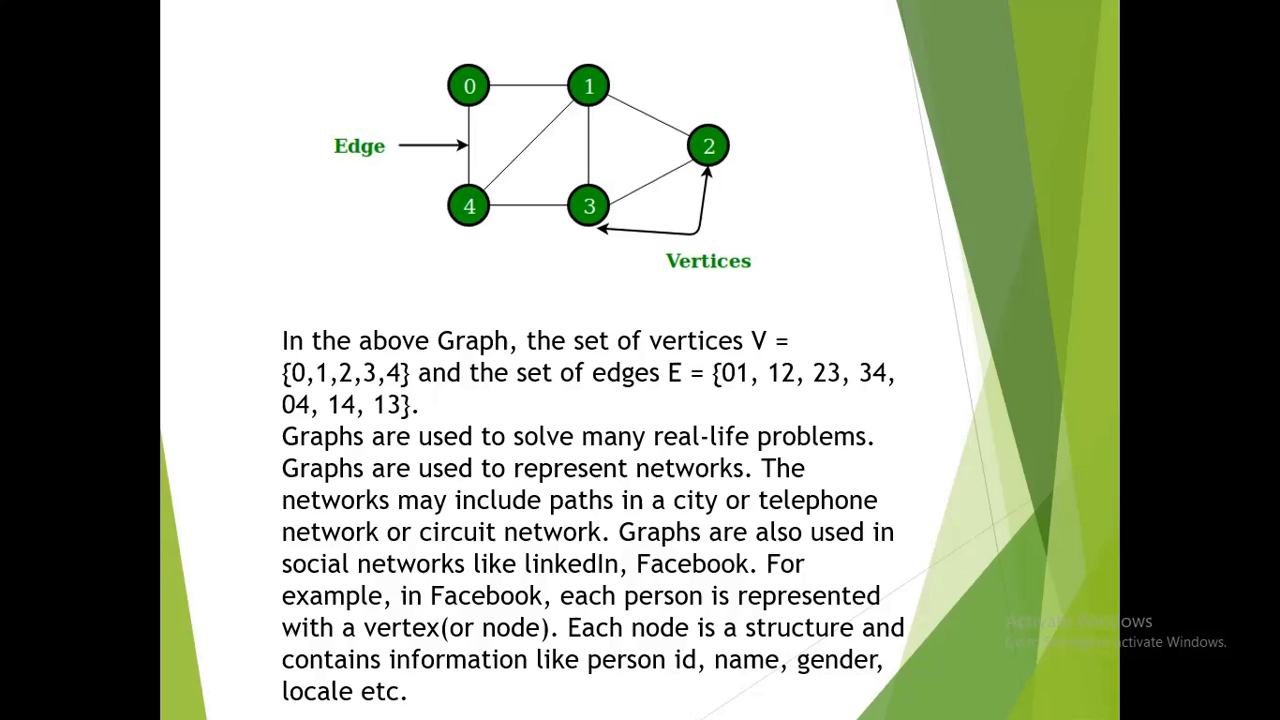 0
1
Edge
2
4
3
Vertices
In the above Graph, the set of vertices V =
{0,1,2,3,4} and the set of edges E = {01, 12, 23, 34,
04, 14, 13}.
Graphs are used to solve many real-life problems.
Graphs are used to represent networks. The
networks may include paths in a city or telephone
network or circuit network. Graphs are also used in
social networks like linkedIn, Facebook. For
example, in Facebook, each person is represented
with a vertex(or node). Each node is a structure and
contains information like person id, name, gender,
locale etc.
Activate Windows
activate Windows.